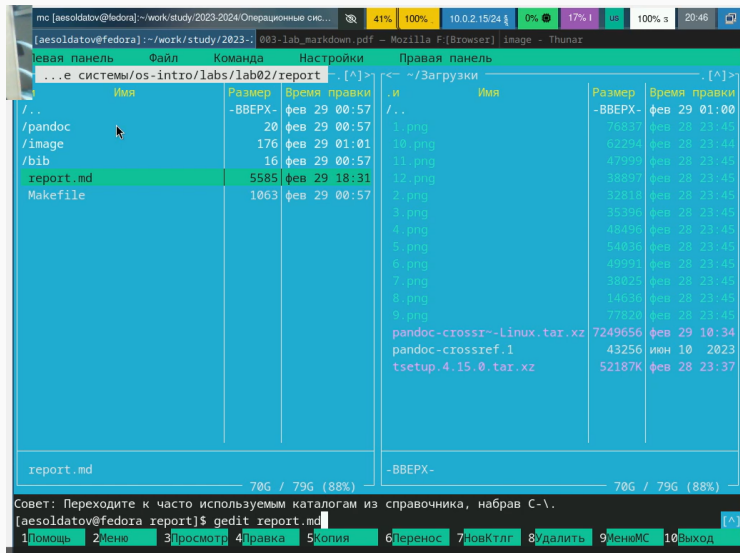 mc [aesoldatov@fedora]:~/work/study/2023-2024/Операционные сис... 41% 100% 10.0.2.15/24 0% 17% us 100% 20:46
[aesoldatov@fedora]:~/work/study/2023-2 003-lab_markdown.pdf — Mozilla F:[Browser] image - Thunar
Левая панель Файл Команда Настройки Правая панель
...е системы/os-intro/labs/lab02/report .[^]> <— ~/Загрузки .[^]>
.и Имя Размер Время правки .и Имя Размер Время правки
/.. -ВВЕРХ- фев 29 00:57 /.. -ВВЕРХ- фев 29 01:00
/pandoc 20 фев 29 00:57 1.png 76837 фев 28 23:45
/image 176 фев 29 01:01 10.png 62294 фев 28 23:44
/bib 16 фев 29 00:57 11.png 47999 фев 28 23:45
report.md 5585 фев 29 18:31 12.png 38897 фев 28 23:45
Makefile 1063 фев 29 00:57 2.png 32818 фев 28 23:45
3.png 35396 фев 28 23:45
4.png 48496 фев 28 23:45
5.png 54036 фев 28 23:45
6.png 49991 фев 28 23:45
7.png 38025 фев 28 23:45
8.png 14636 фев 28 23:45
9.png 77820 фев 28 23:45
pandoc-crossr~-Linux.tar.xz 7249656 фев 29 10:34
pandoc-crossref.1 43256 июн 10 2023
tsetup.4.15.0.tar.xz 52187K фев 28 23:37
report.md -ВВЕРХ-
70G / 79G (88%) 70G / 79G (88%)
Совет: Переходите к часто используемым каталогам из справочника, набрав C-\.
[aesoldatov@fedora report]$ gedit report.md [^]
1Помощь 2Меню 3Просмотр 4Правка 5Копия 6Перенос 7НовКтлг 8Удалить 9МенюМС 10Выход